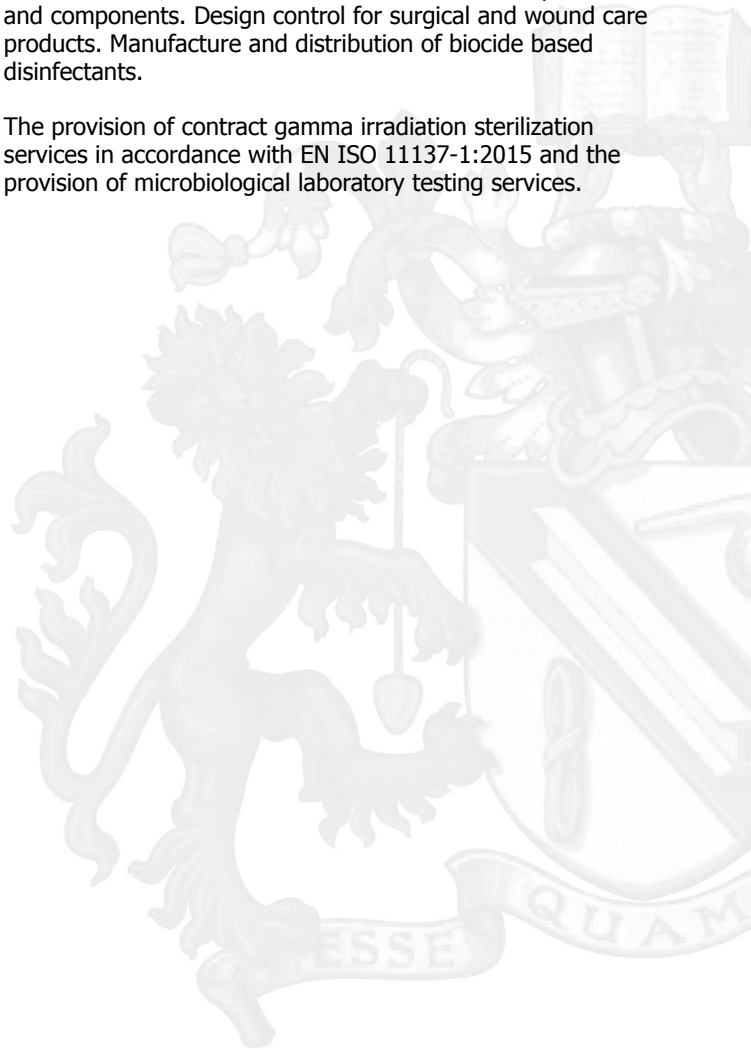 and components. Design control for surgical and wound care
products. Manufacture and distribution of biocide based
disinfectants.
The provision of contract gamma irradiation sterilization
services in accordance with EN ISO 11137-1:2015 and the
provision of microbiological laboratory testing services.
ESSE QUAM